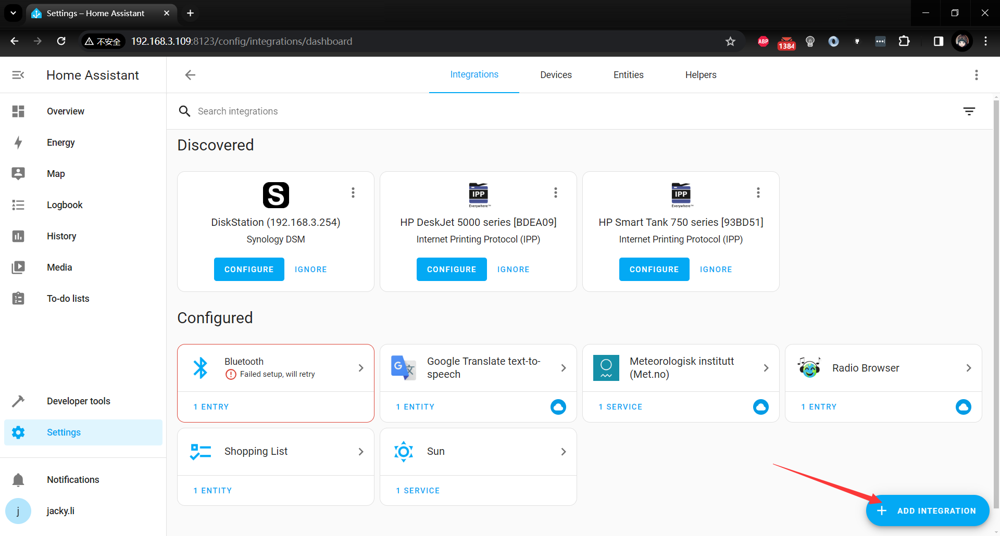 Settings – Home Assistant
不安全
192.168.3.109:8123/config/integrations/dashboard
ABP
1384
Home Assistant
Integrations
Devices
Entities
Helpers
Overview
Energy
Map
Logbook
History
Media
To-do lists
Developer tools
Settings
Notifications
j
jacky.li
Search integrations
Discovered
S
DiskStation (192.168.3.254)
Synology DSM
CONFIGURE
IGNORE
IPP
Everywhere™
HP DeskJet 5000 series [BDEA09]
Internet Printing Protocol (IPP)
CONFIGURE
IGNORE
IPP
Everywhere™
HP Smart Tank 750 series [93BD51]
Internet Printing Protocol (IPP)
CONFIGURE
IGNORE
Configured
Bluetooth
Failed setup, will retry
1 ENTRY
G
文
Google Translate text-to-
speech
1 ENTITY
Meteorologisk institutt
(Met.no)
1 SERVICE
Radio Browser
1 ENTRY
Shopping List
1 ENTITY
Sun
1 SERVICE
ADD INTEGRATION